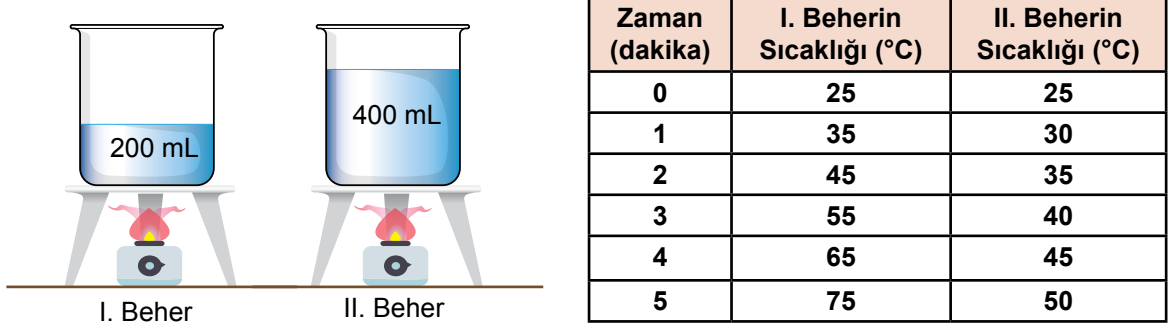 200 mL
400 mL
I. Beher
II. Beher
Zaman (dakika) I. Beherin Sıcaklığı (°C) II. Beherin Sıcaklığı (°C)
0 25 25
1 35 30
2 45 35
3 55 40
4 65 45
5 75 50